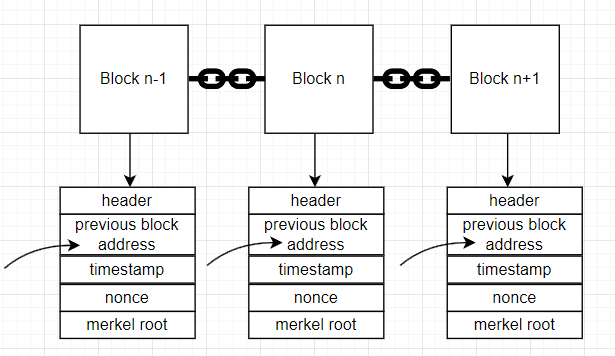 Block n-1
Block n
Block n+1
header
previous block
address
timestamp
nonce
merkel root
header
previous block
address
timestamp
nonce
merkel root
header
previous block
address
timestamp
nonce
merkel root